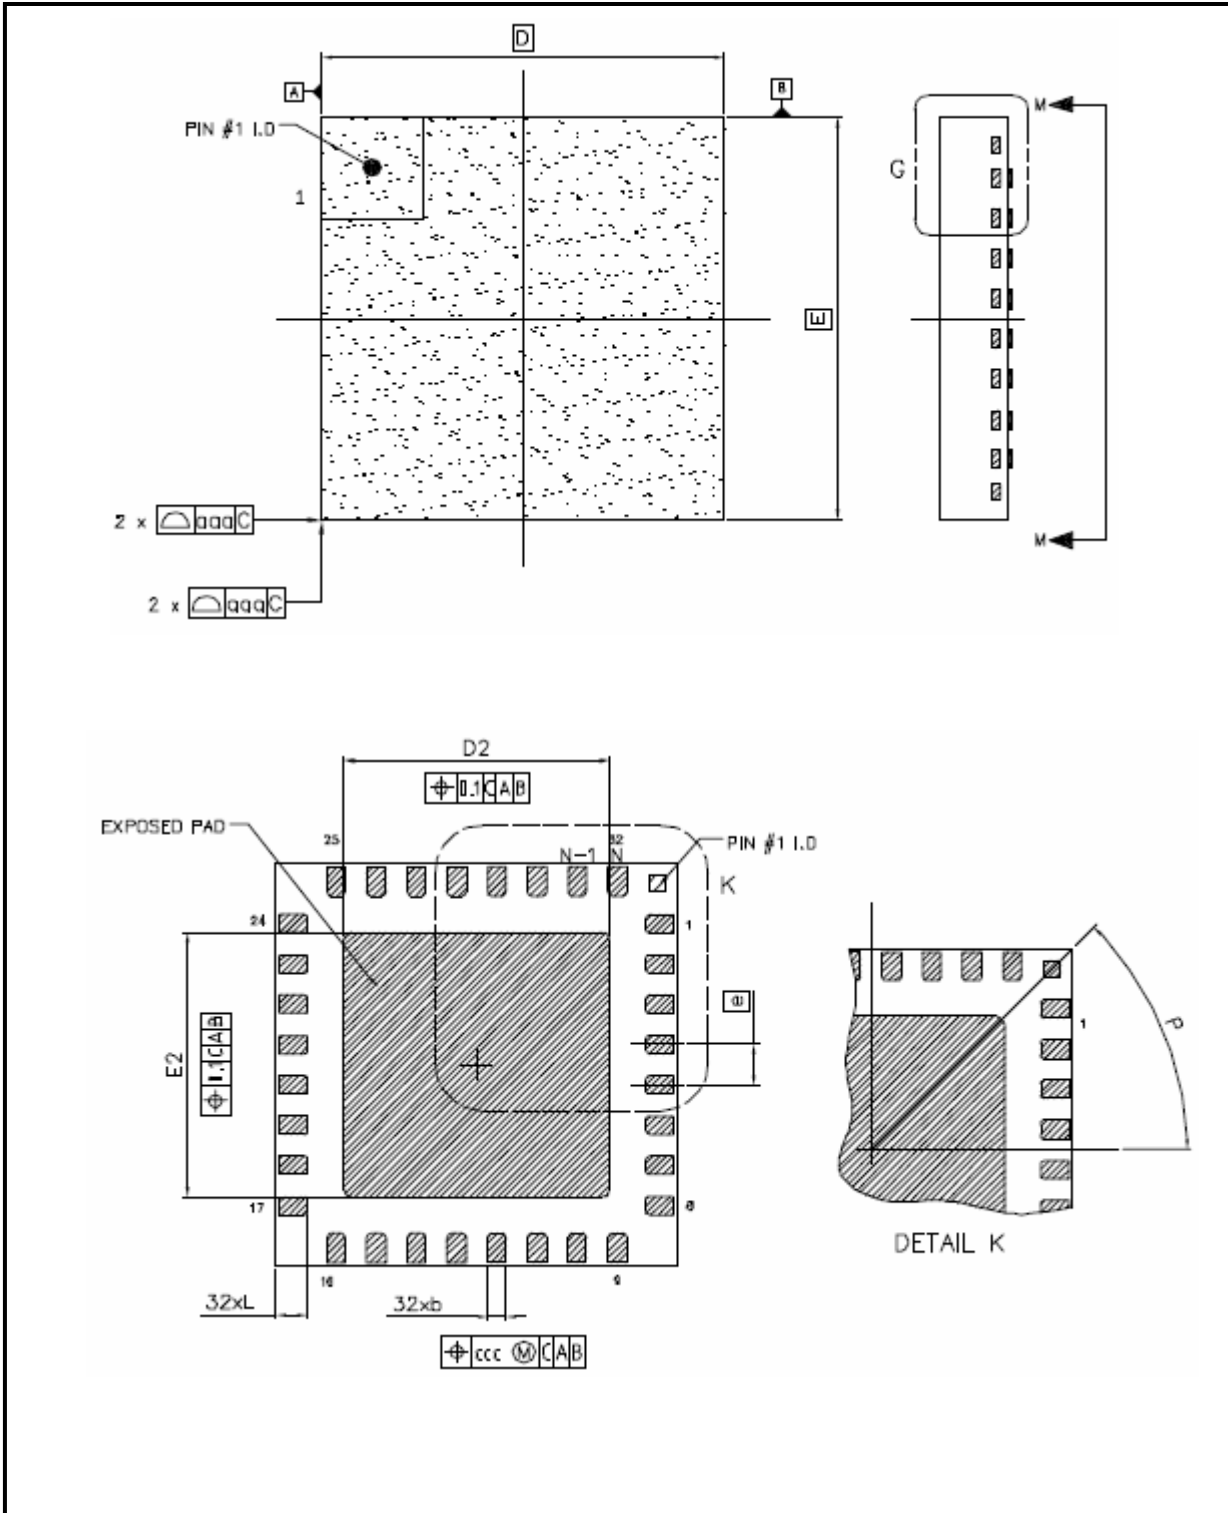 D
A
B
PIN #1 I.D
M
G
1
E
2 x aaa C
M
2 x aaa C
D2
0.1 C A B
EXPOSED PAD
25
32
N-1 N
PIN #1 I.D
K
24
1
e
E2
0.1 C A B
P
1
17
8
DETAIL K
16
9
32xL
32xb
ccc M C A B